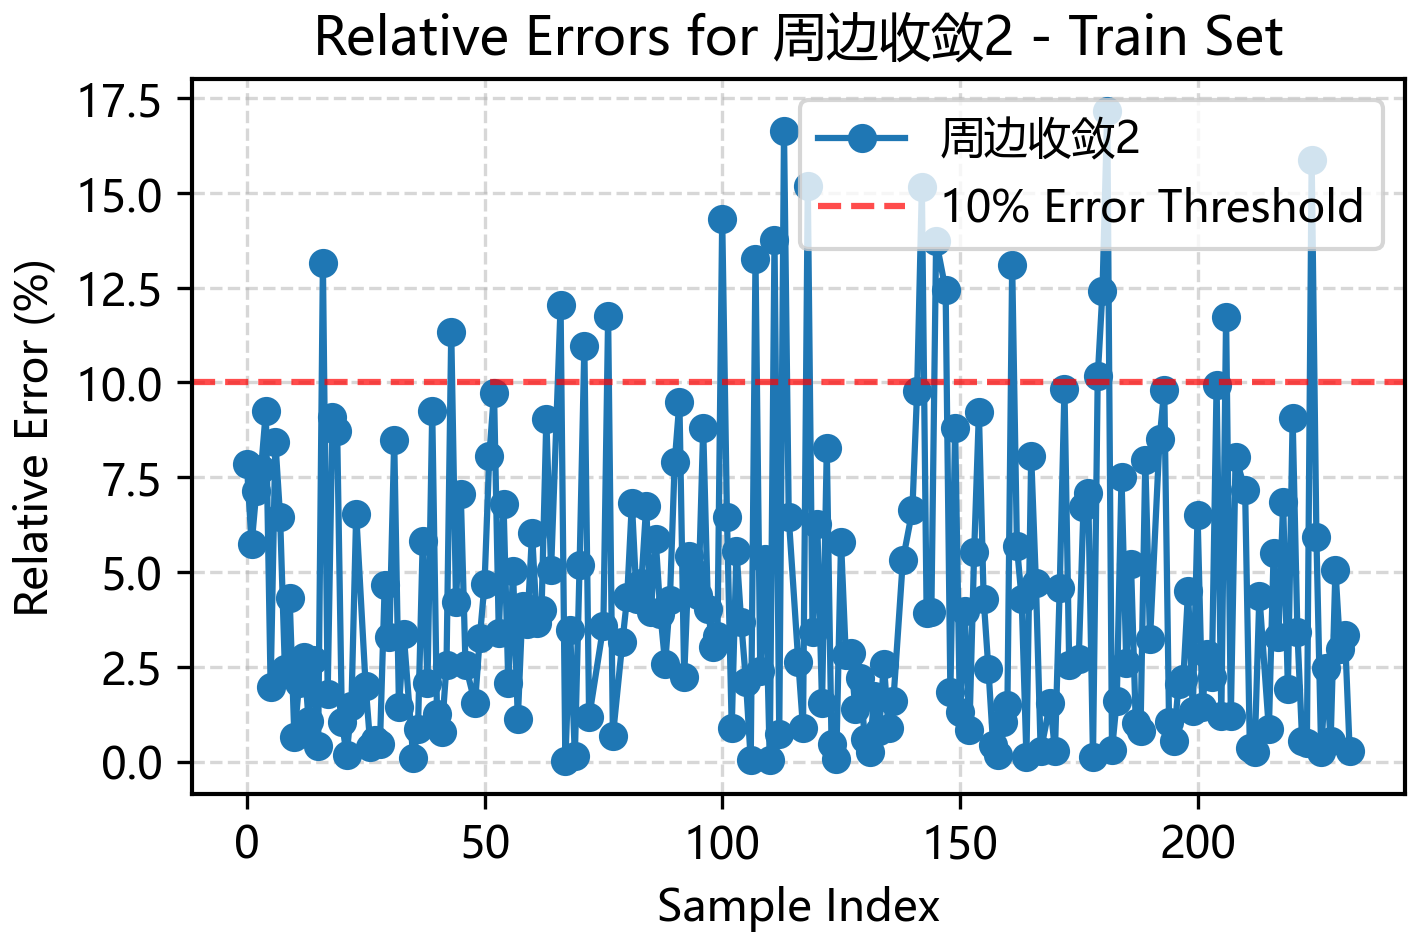 Relative Errors for 周边收敛2 - Train Set
周边收敛2
10% Error Threshold
17.5
15.0
12.5
10.0
7.5
5.0
2.5
0.0
Relative Error (%)
0 50 100 150 200
Sample Index